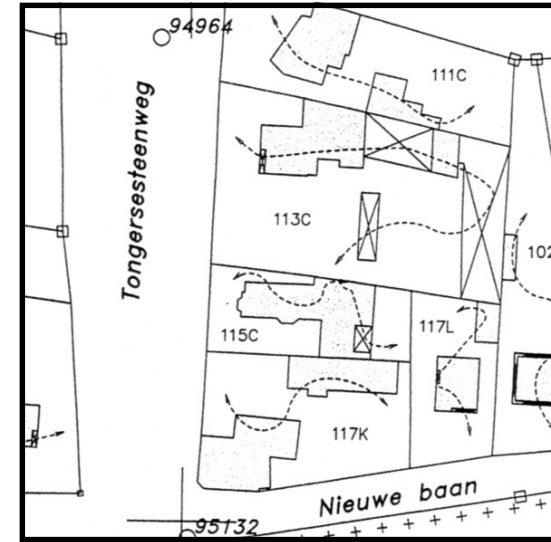 94964
111C
Tongersesteenweg
113C
102
115C
117L
117K
Nieuwe baan
95132